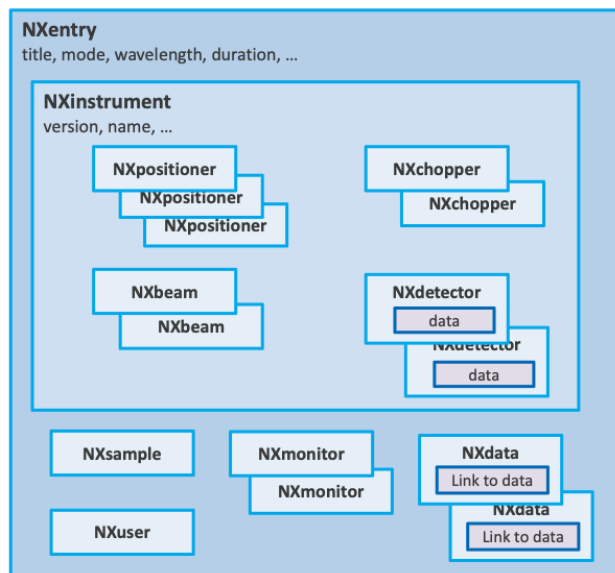 NXentry
title, mode, wavelength, duration, ...
NXinstrument
version, name, ...
NXpositioner
NXpositioner
NXpositioner
NXchopper
NXchopper
NXbeam
NXbeam
NXdetector
data
NXdetector
data
NXsample
NXuser
NXmonitor
NXmonitor
NXdata
Link to data
NXdata
Link to data